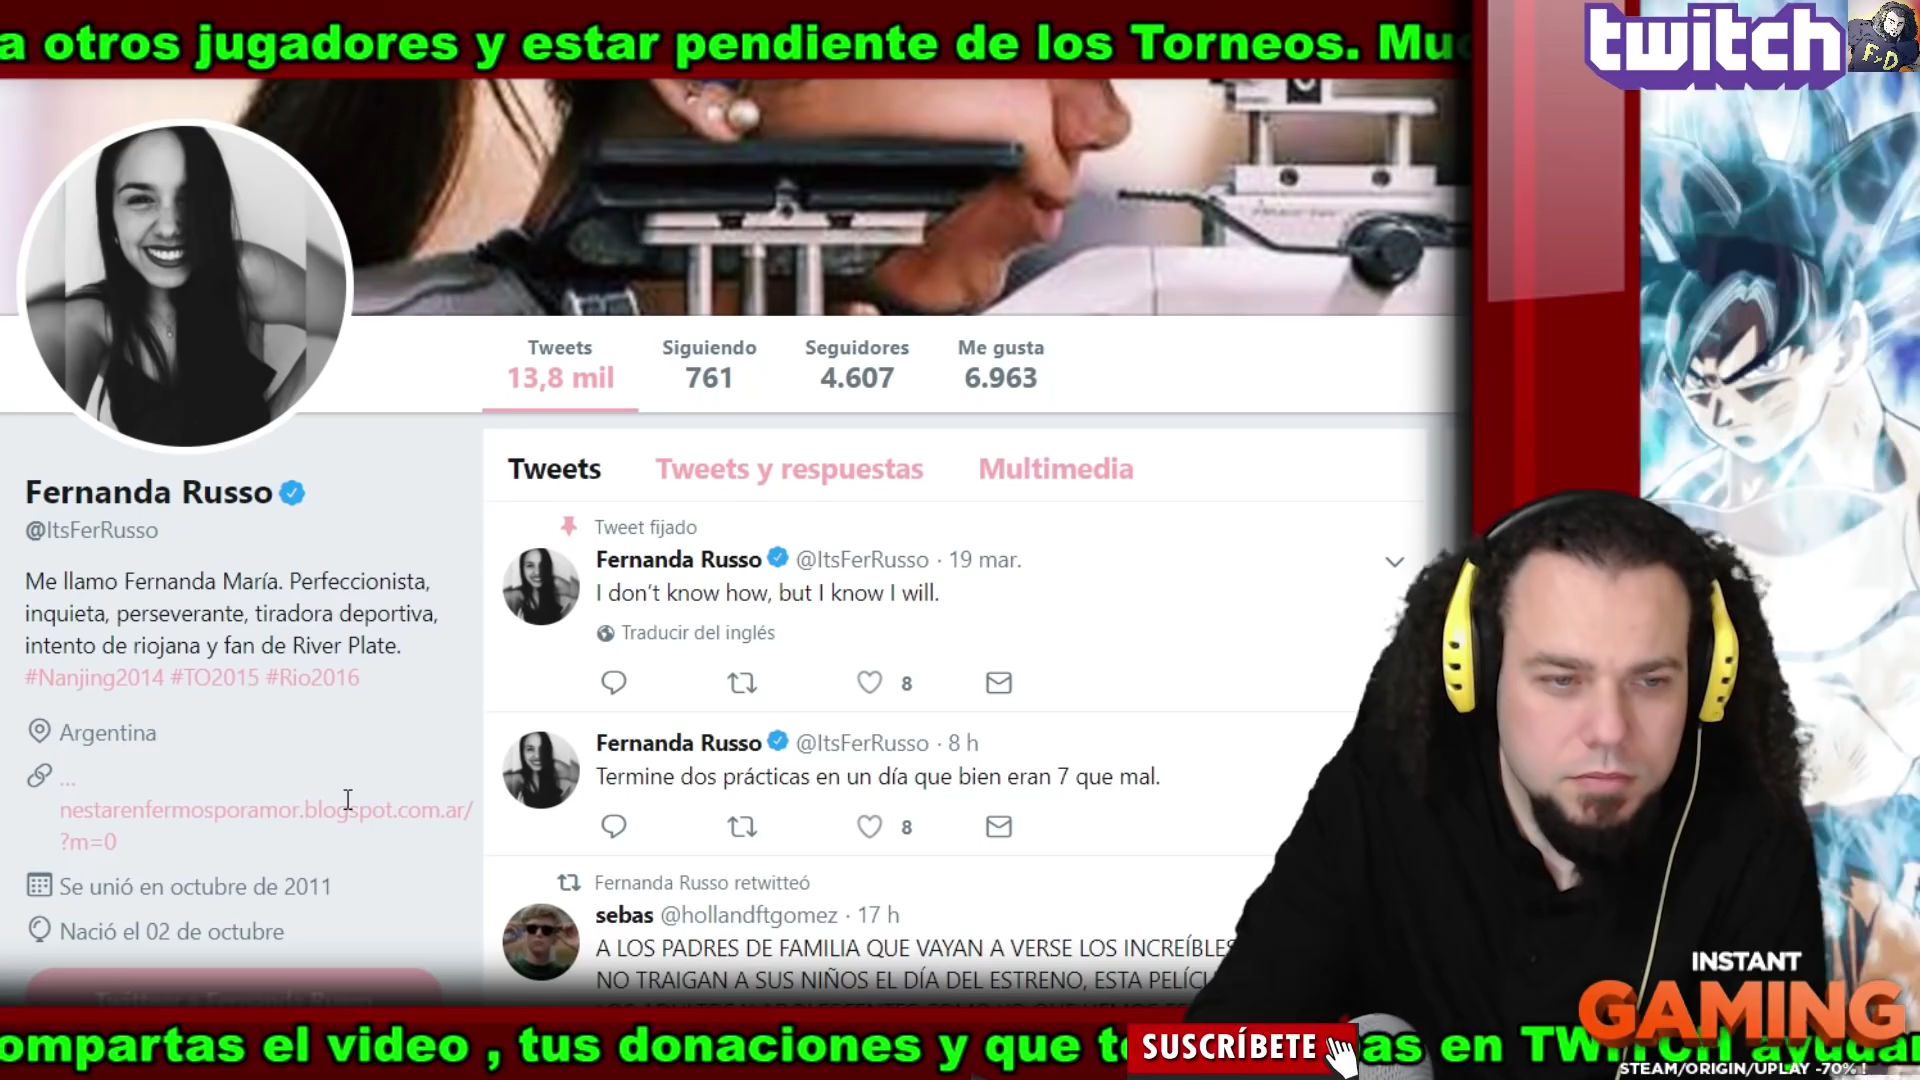 a otros jugadores y estar pendiente de los Torneos.
twitch
FyD
Tweets
13,8 mil
Siguiendo
761
Seguidores
4.607
Me gusta
6.963
Fernanda Russo
@ItsFerRusso
Me llamo Fernanda María. Perfeccionista,
inquieta, perseverante, tiradora deportiva,
intento de riojana y fan de River Plate.
#Nanjing2014 #TO2015 #Rio2016
Argentina
...
nestarenfermosporamor.blogspot.com.ar/
?m=0
Se unió en octubre de 2011
Nació el 02 de octubre
Twittear a Fernanda Russo
Tweets Tweets y respuestas Multimedia
Tweet fijado
Fernanda Russo @ItsFerRusso · 19 mar.
I don't know how, but I know I will.
Traducir del inglés
8
Fernanda Russo @ItsFerRusso · 8 h
Termine dos prácticas en un día que bien eran 7 que mal.
8
Fernanda Russo retwitteó
sebas @hollandftgomez · 17 h
A LOS PADRES DE FAMILIA QUE VAYAN A VERSE LOS INCREÍBLES
NO TRAIGAN A SUS NIÑOS EL DÍA DEL ESTRENO, ESTA
INSTANT
GAMING
STEAM/ORIGIN/UPLAY -70% !
ompartas el video , tus donaciones y que
SUSCRÍBETE
as en TWITCH ayudar